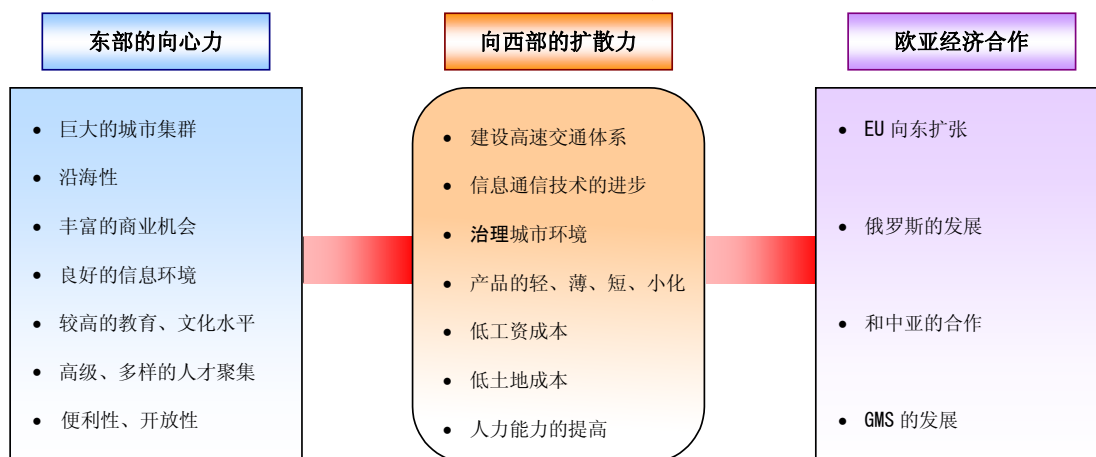 东部的向心力
巨大的城市集群
沿海性
丰富的商业机会
良好的信息环境
较高的教育、文化水平
高级、多样的人才聚集
便利性、开放性
向西部的扩散力
建设高速交通体系
信息通信技术的进步
治理城市环境
产品的轻、薄、短、小化
低工资成本
低土地成本
人力能力的提高
欧亚经济合作
EU 向东扩张
俄罗斯的发展
和中亚的合作
GMS 的发展